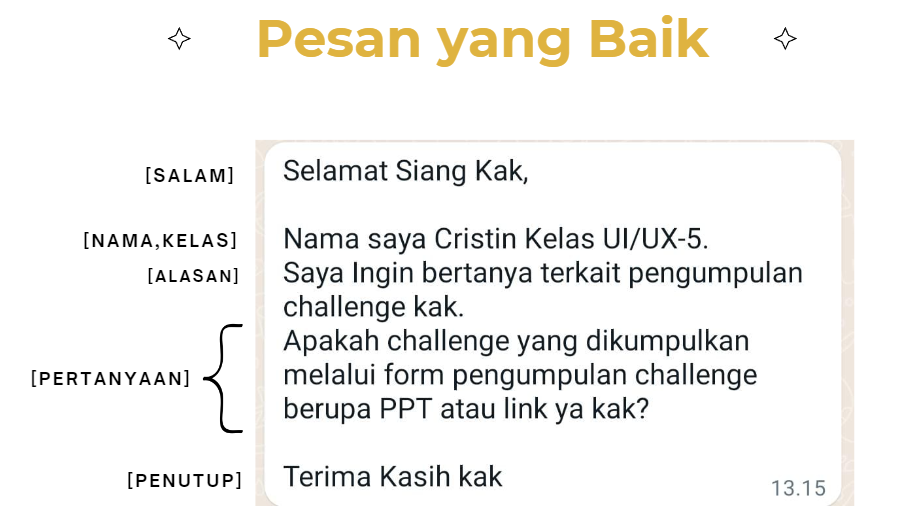 Pesan yang Baik
[SALAM]
Selamat Siang Kak,
[NAMA,KELAS]
Nama saya Cristin Kelas UI/UX-5.
[ALASAN]
Saya Ingin bertanya terkait pengumpulan
challenge kak.
[PERTANYAAN]
Apakah challenge yang dikumpulkan
melalui form pengumpulan challenge
berupa PPT atau link ya kak?
[PENUTUP]
Terima Kasih kak
13.15